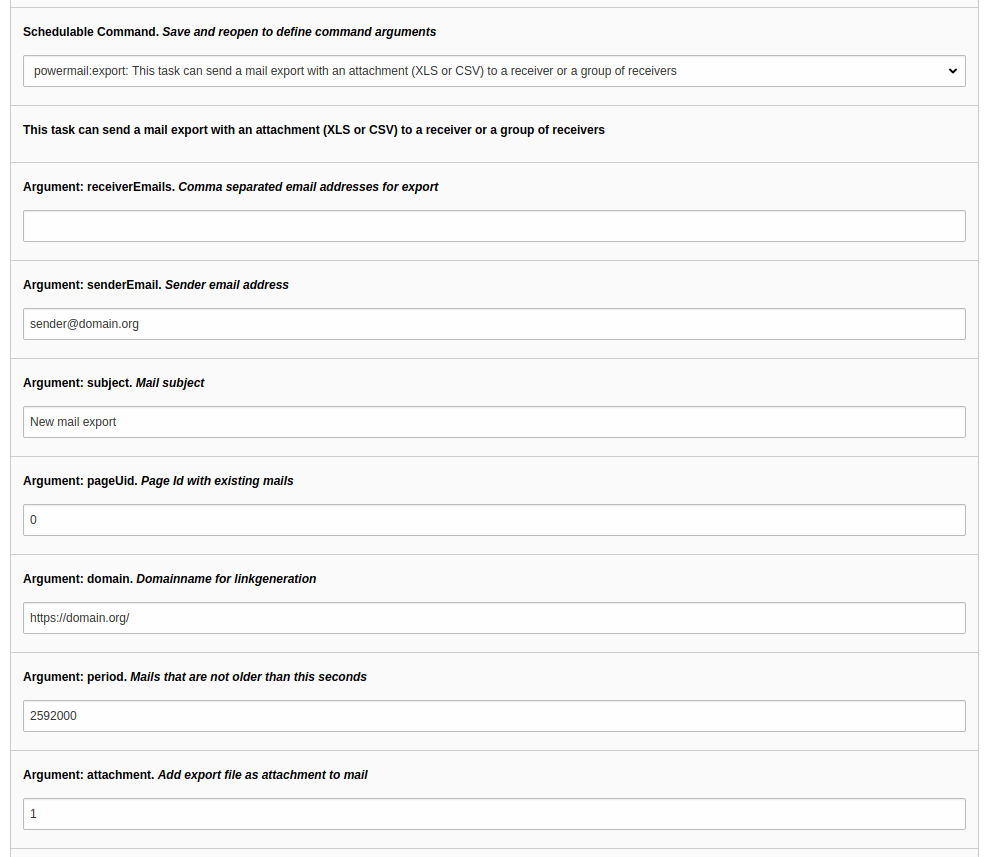 Schedulable Command. Save and reopen to define command arguments
powermail:export: This task can send a mail export with an attachment (XLS or CSV) to a receiver or a group of receivers
This task can send a mail export with an attachment (XLS or CSV) to a receiver or a group of receivers
Argument: receiverEmails. Comma separated email addresses for export
Argument: senderEmail. Sender email address
sender@domain.org
Argument: subject. Mail subject
New mail export
Argument: pageUid. Page Id with existing mails
0
Argument: domain. Domainname for linkgeneration
https://domain.org/
Argument: period. Mails that are not older than this seconds
2592000
Argument: attachment. Add export file as attachment to mail
1